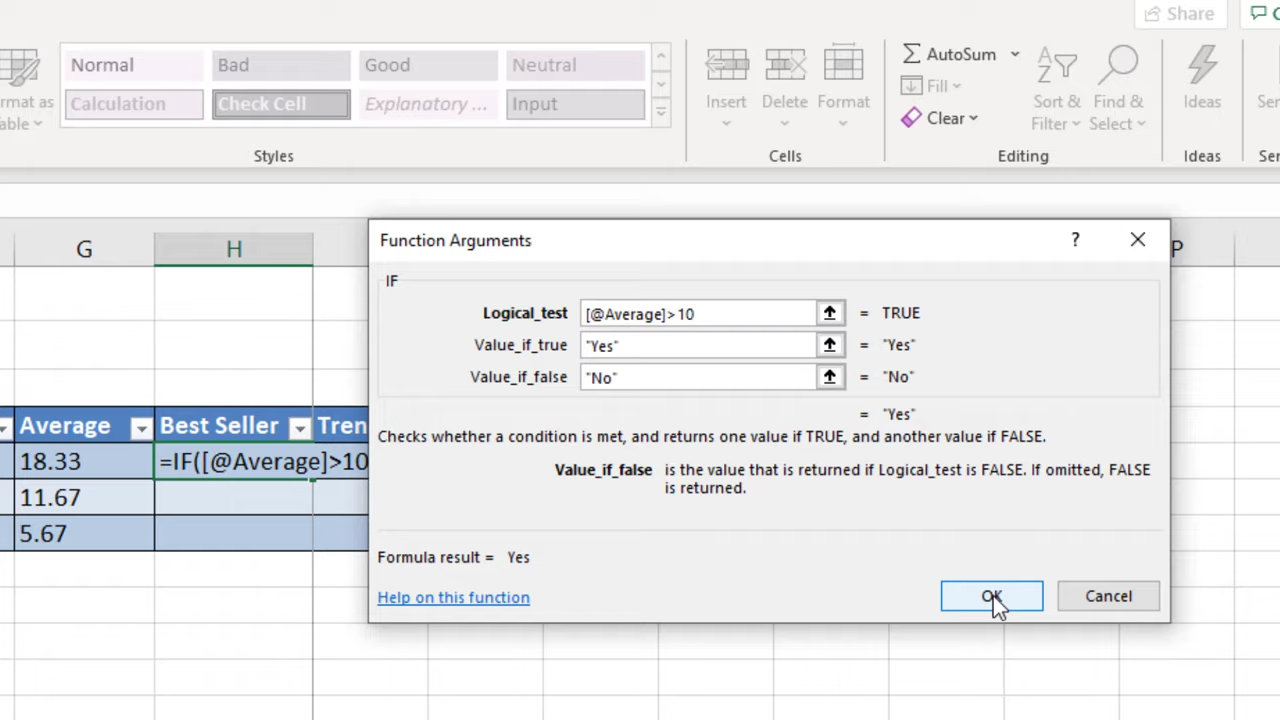 Share
Normal Bad Good Neutral
AutoSum
Fill
Clear
Calculation Check Cell Explanatory ... Input
Insert Delete Format
Sort & Filter
Find & Select
Ideas
Styles Cells Editing Ideas
G H P
Function Arguments ?
IF
Logical_test [@Average]>10 = TRUE
Value_if_true "Yes" = "Yes"
Value_if_false "No" = "No"
= "Yes"
Checks whether a condition is met, and returns one value if TRUE, and another value if FALSE.
Value_if_false is the value that is returned if Logical_test is FALSE. If omitted, FALSE
is returned.
Formula result = Yes
Help on this function OK Cancel
Average Best Seller Tren
18.33 =IF([@Average]>10
11.67
5.67